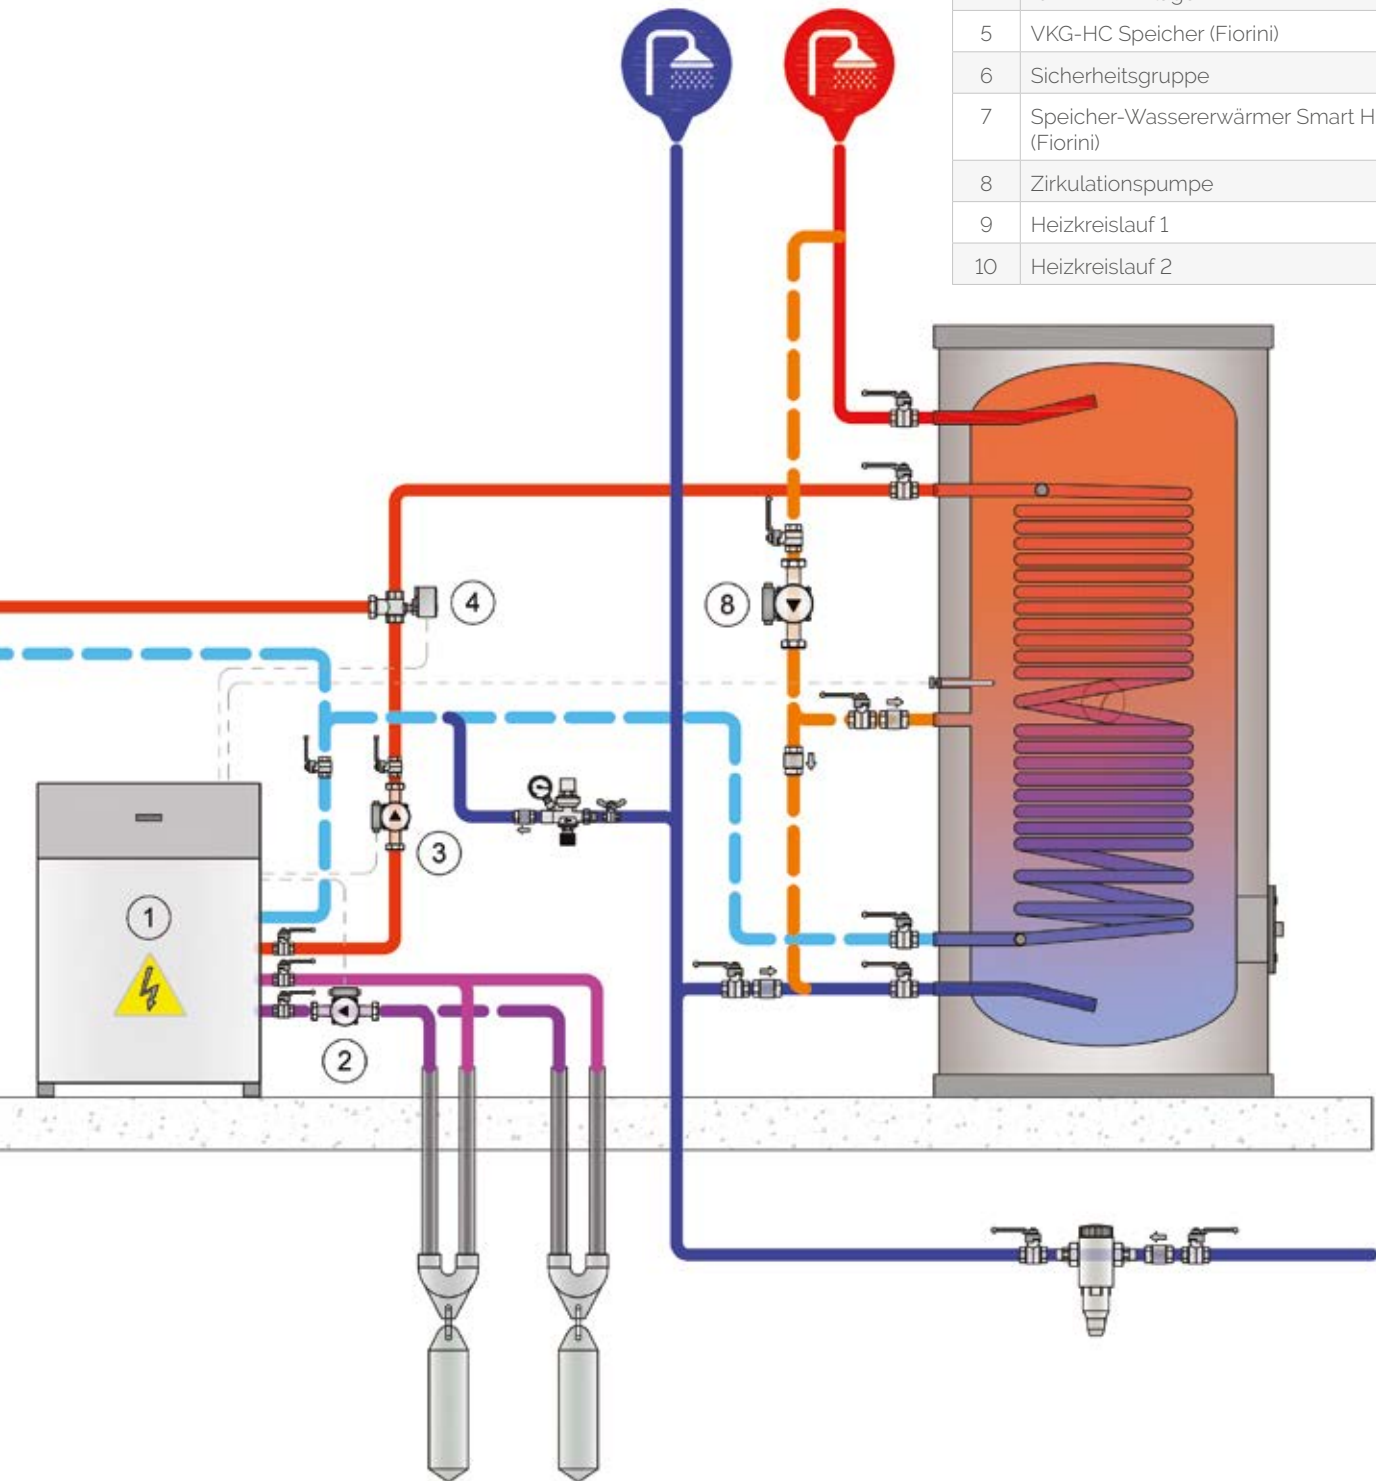 5 VKG-HC Speicher (Fiorini)
6 Sicherheitsgruppe
7 Speicher-Wassererwärmer Smart H
(Fiorini)
8 Zirkulationspumpe
9 Heizkreislauf 1
10 Heizkreislauf 2
4
8
3
1
2
7